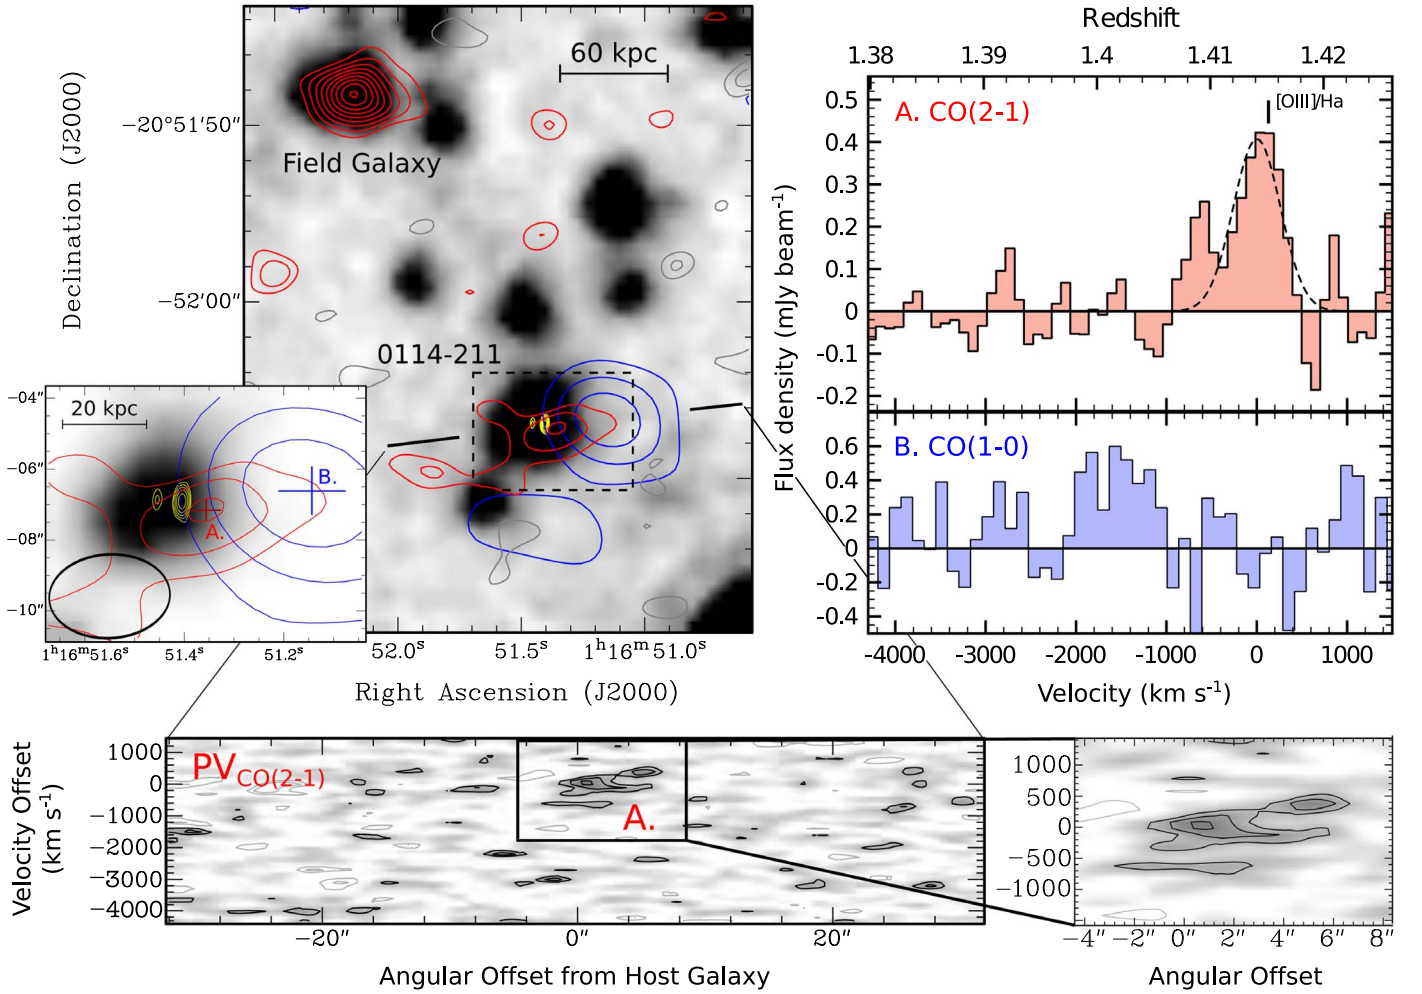 60 kpc
Field Galaxy
0114-211
Declination (J2000)
−20°51′50″
−52′00″
20 kpc
A.
B.
−04″
−06″
−08″
−10″
1ʰ16ᵐ51.6ˢ
51.4ˢ
51.2ˢ
52.0ˢ
51.5ˢ
1ʰ16ᵐ51.0ˢ
Right Ascension (J2000)
Redshift
1.38
1.39
1.4
1.41
1.42
A. CO(2-1)
[OIII]/Ha
0.5
0.4
0.3
0.2
0.1
0
-0.1
-0.2
Flux density (mJy beam⁻¹)
B. CO(1-0)
0.6
0.4
0.2
0
-0.2
-0.4
-4000
-3000
-2000
-1000
0
1000
Velocity (km s⁻¹)
PV CO(2-1)
A.
Velocity Offset
(km s⁻¹)
1000
0
−1000
−2000
−3000
−4000
−20″
0″
20″
Angular Offset from Host Galaxy
1000
500
0
−500
−1000
−4″
−2″
0″
2″
4″
6″
8″
Angular Offset